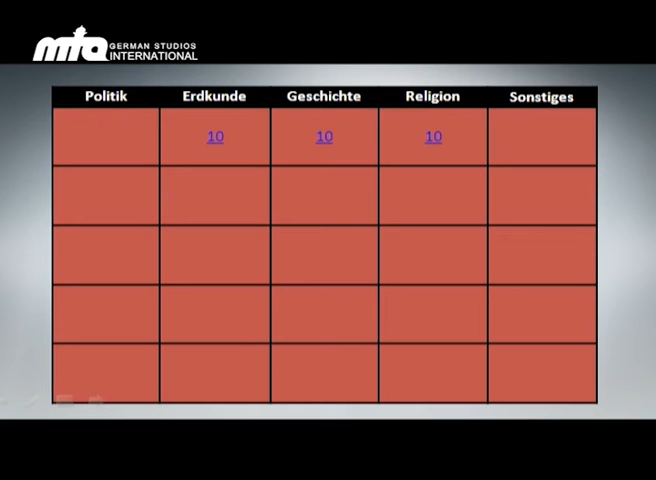 mta GERMAN STUDIOS
INTERNATIONAL
Politik Erdkunde Geschichte Religion Sonstiges
10 10 10